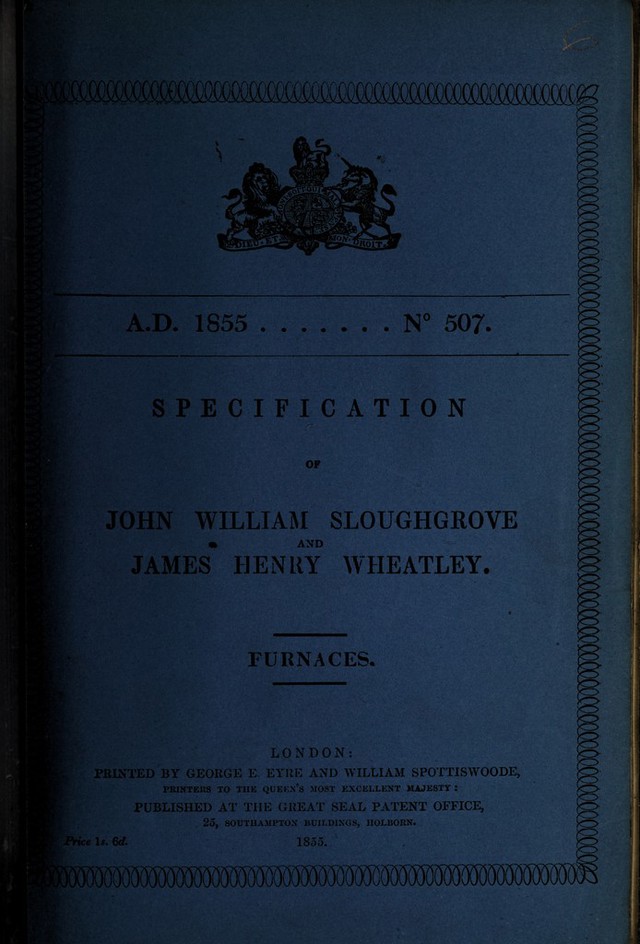 DIEU ET MON DROIT
A.D. 1855 . . . . . . . Nº 507.
SPECIFICATION
OF
JOHN WILLIAM SLOUGHGROVE
AND
JAMES HENRY WHEATLEY.
FURNACES.
LONDON:
PRINTED BY GEORGE E. EYRE AND WILLIAM SPOTTISWOODE,
PRINTERS TO THE QUEEN'S MOST EXCELLENT MAJESTY:
PUBLISHED AT THE GREAT SEAL PATENT OFFICE,
25, SOUTHAMPTON BUILDINGS, HOLBORN.
Price 1s. 6d. 1855.